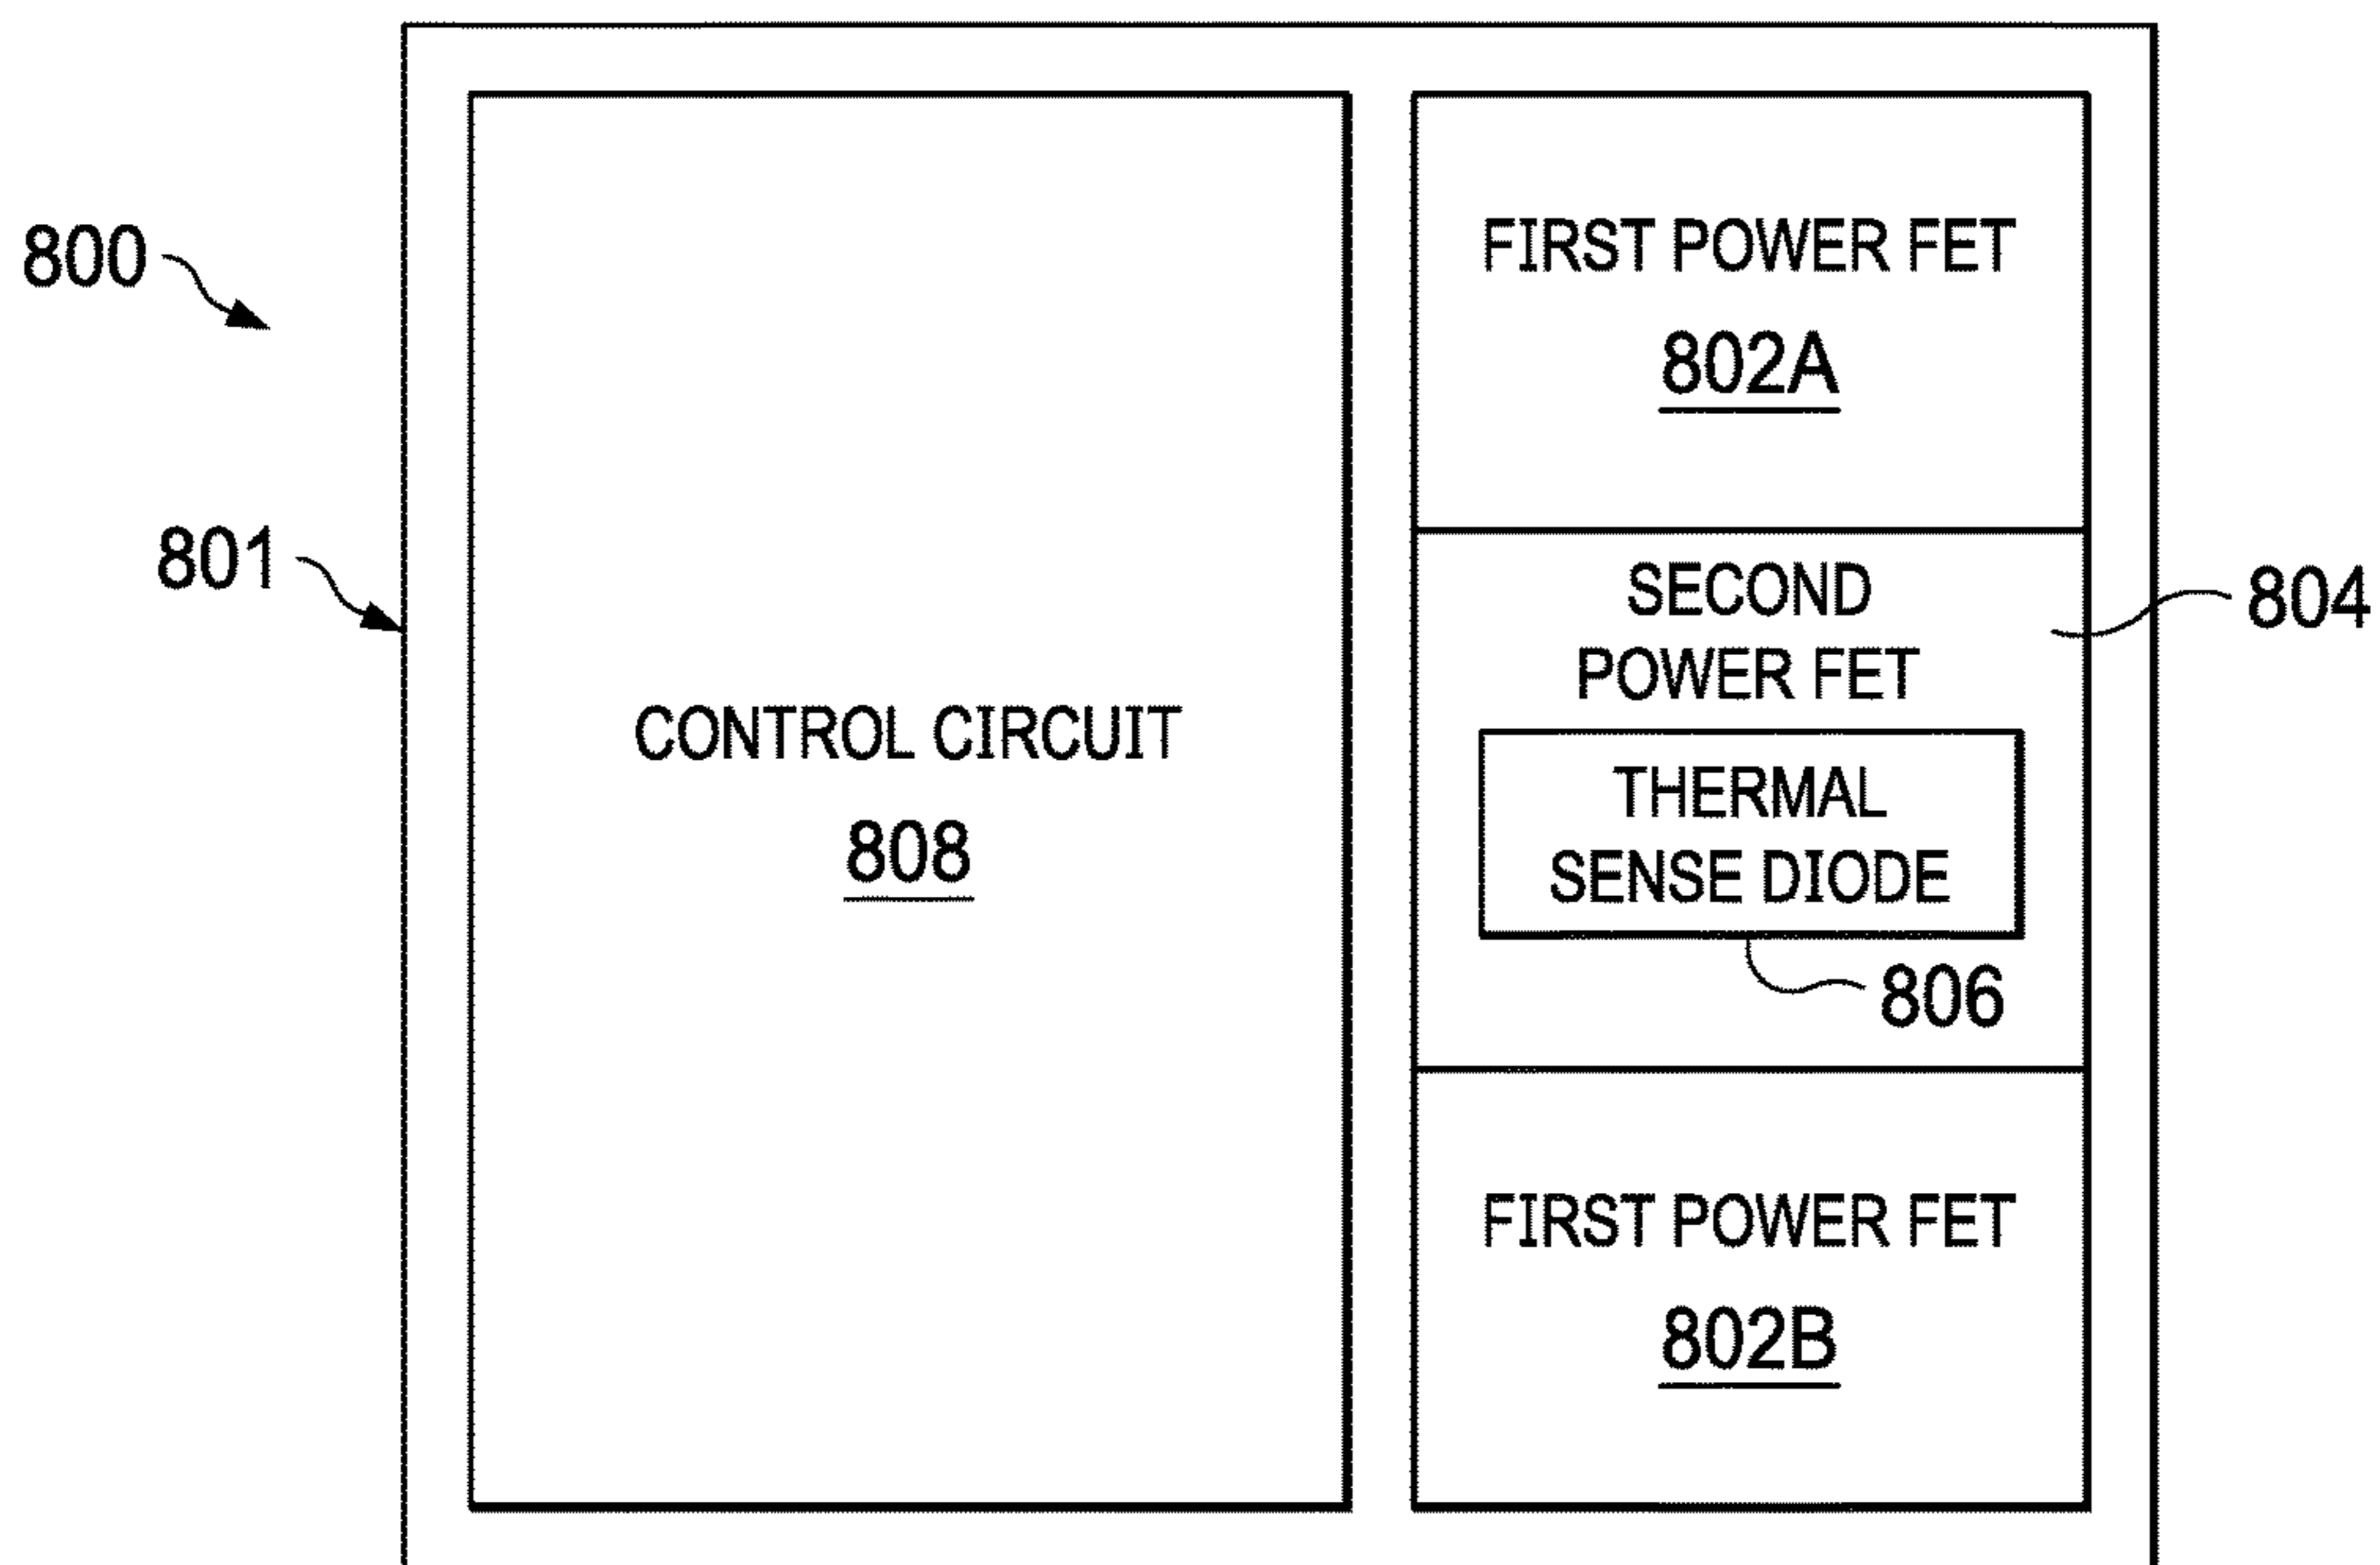 800
801
CONTROL CIRCUIT
808
FIRST POWER FET
802A
SECOND
POWER FET
804
THERMAL
SENSE DIODE
806
FIRST POWER FET
802B